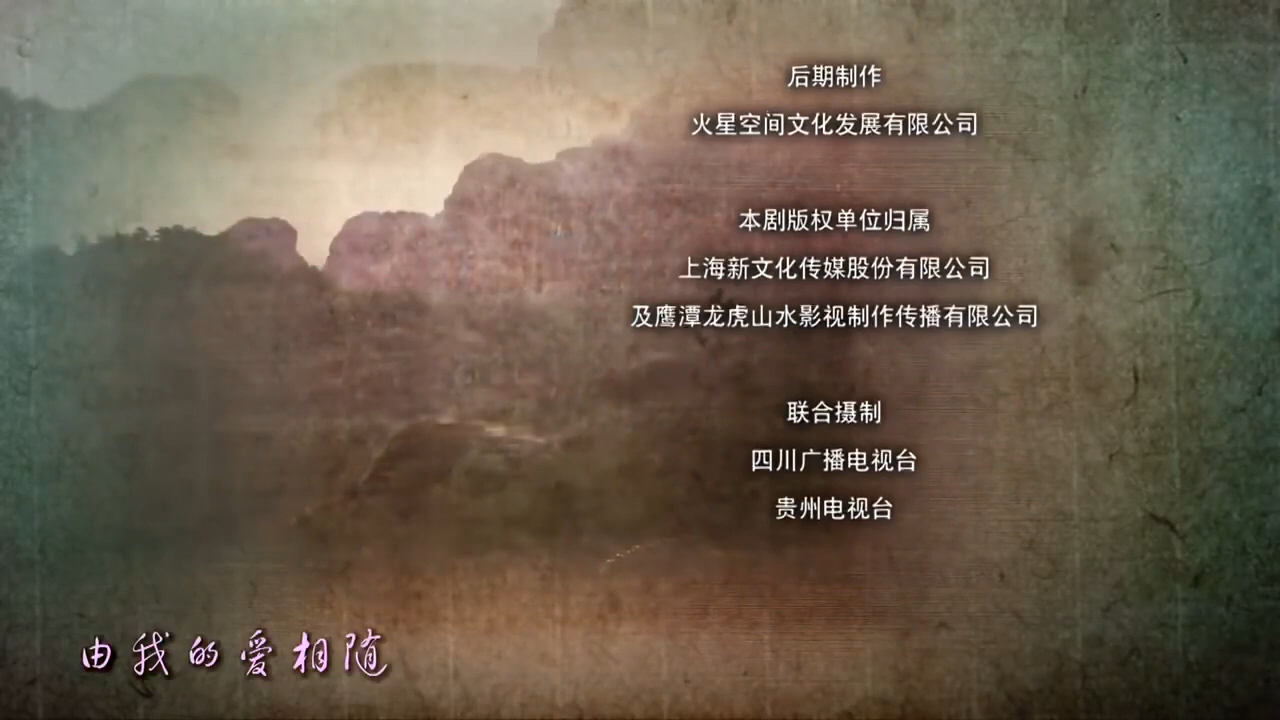 后期制作
火星空间文化发展有限公司
本剧版权单位归属
上海新文化传媒股份有限公司
及鹰潭龙虎山水影视制作传播有限公司
联合摄制
四川广播电视台
贵州电视台
由我的爱相随